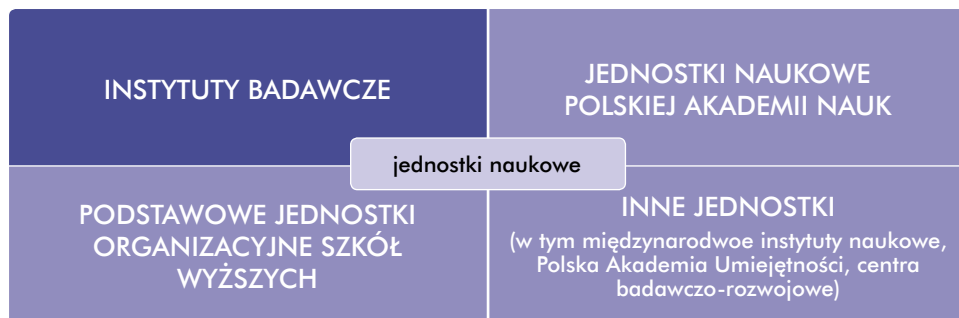 INSTYTUTY BADAWCZE
JEDNOSTKI NAUKOWE
POLSKIEJ AKADEMII NAUK
jednostki naukowe
PODSTAWOWE JEDNOSTKI
ORGANIZACYJNE SZKÓŁ
WYŻSZYCH
INNE JEDNOSTKI
(w tym międzynarodwoe instytuty naukowe,
Polska Akademia Umiejętności, centra
badawczo-rozwojowe)